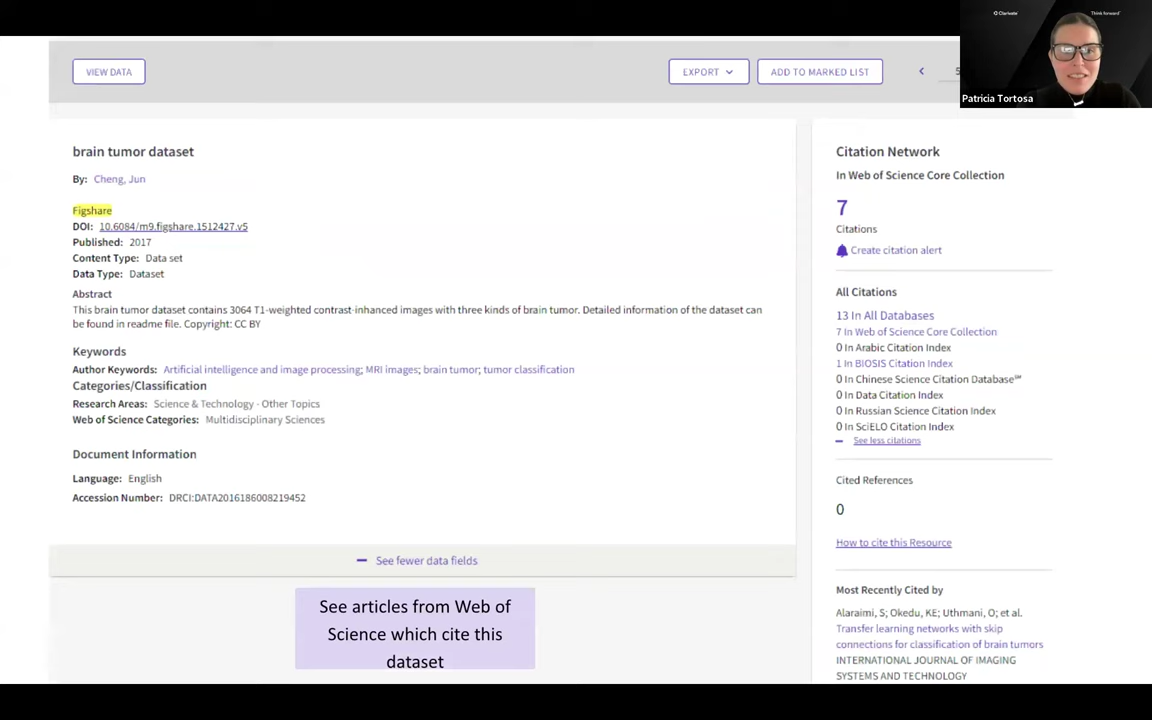 Clarivate
Think forward
Patricia Tortosa
VIEW DATA
EXPORT
ADD TO MARKED LIST
5
brain tumor dataset
By: Cheng, Jun
Figshare
DOI: 10.6084/m9.figshare.1512427.v5
Published: 2017
Content Type: Data set
Data Type: Dataset
Abstract
This brain tumor dataset contains 3064 T1-weighted contrast-inhanced images with three kinds of brain tumor. Detailed information of the dataset can
be found in readme file. Copyright: CC BY
Keywords
Author Keywords: Artificial intelligence and image processing; MRI images; brain tumor; tumor classification
Categories/Classification
Research Areas: Science & Technology - Other Topics
Web of Science Categories: Multidisciplinary Sciences
Document Information
Language: English
Accession Number: DRCI:DATA2016186008219452
See fewer data fields
See articles from Web of
Science which cite this
dataset
Citation Network
In Web of Science Core Collection
7
Citations
Create citation alert
All Citations
13 In All Databases
7 In Web of Science Core Collection
0 In Arabic Citation Index
1 In BIOSIS Citation Index
0 In Chinese Science Citation Database℠
0 In Data Citation Index
0 In Russian Science Citation Index
0 In SciELO Citation Index
See less citations
Cited References
0
How to cite this Resource
Most Recently Cited by
Alaraimi, S; Okedu, KE; Uthmani, O; et al.
Transfer learning networks with skip
connections for classification of brain tumors
INTERNATIONAL JOURNAL OF IMAGING
SYSTEMS AND TECHNOLOGY